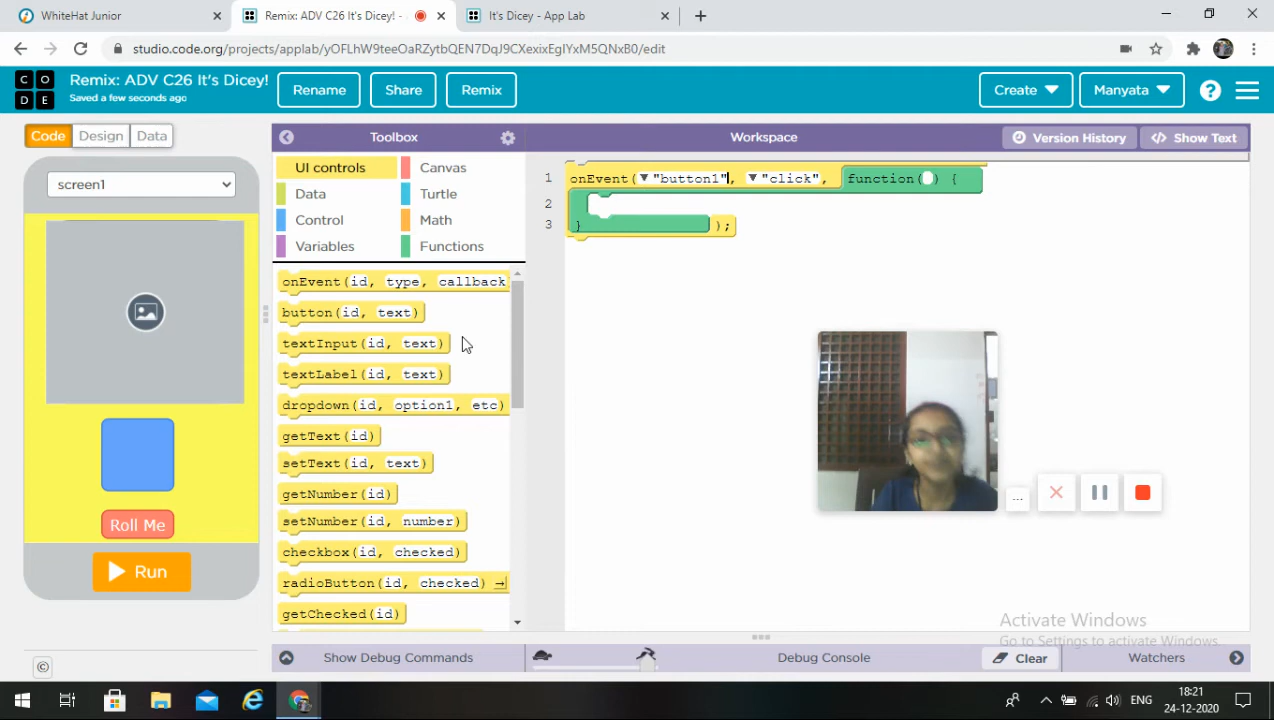 WhiteHat Junior
Remix: ADV C26 It's Dicey! -
It's Dicey - App Lab
studio.code.org/projects/applab/yOFLhW9teeOaRZytbQEN7DqJ9CXexixEgIYxM5QNxB0/edit
CODE
Remix: ADV C26 It's Dicey!
Saved a few seconds ago
Rename
Share
Remix
Create
Manyata
Code
Design
Data
Toolbox
Workspace
Version History
Show Text
screen1
Roll Me
Run
UI controls
Canvas
Data
Turtle
Control
Math
Variables
Functions
onEvent(id, type, callback
button(id, text)
textInput(id, text)
textLabel(id, text)
dropdown(id, option1, etc)
getText(id)
setText(id, text)
getNumber(id)
setNumber(id, number)
checkbox(id, checked)
radioButton(id, checked)
getChecked(id)
1 onEvent( "button1", "click", function( ) {
2
3 } );
...
Activate Windows
Go to Settings to activate Windows.
©
Show Debug Commands
Debug Console
Clear
Watchers
ENG
18:21
24-12-2020